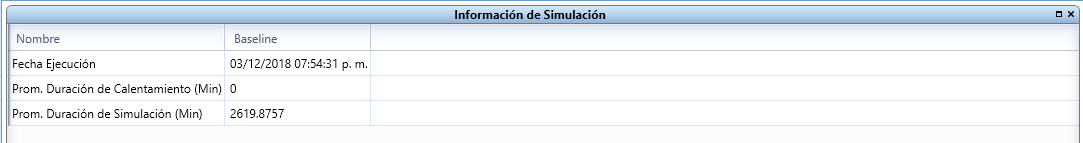 Información de Simulación
Nombre Baseline
Fecha Ejecución 03/12/2018 07:54:31 p. m.
Prom. Duración de Calentamiento (Min) 0
Prom. Duración de Simulación (Min) 2619.8757